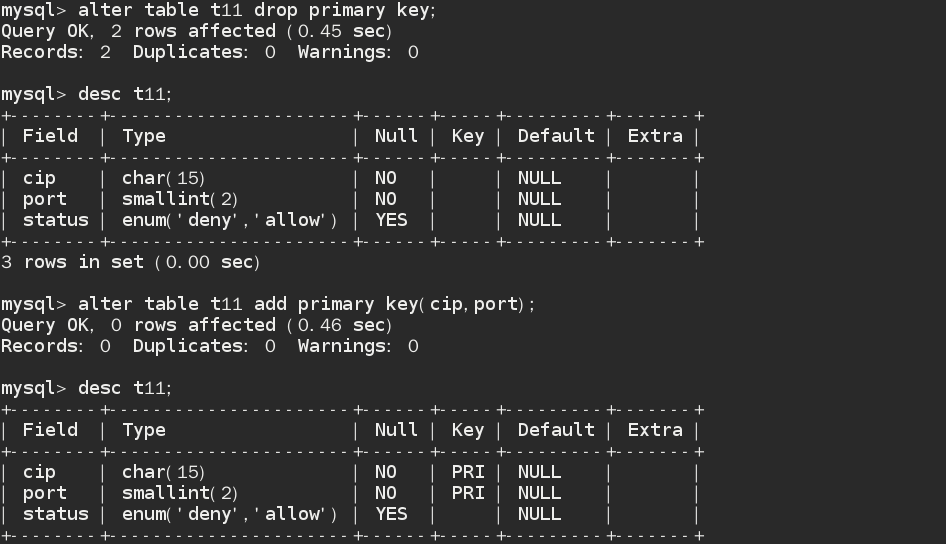 mysql> alter table t11 drop primary key;
Query OK, 2 rows affected (0.45 sec)
Records: 2  Duplicates: 0  Warnings: 0
mysql> desc t11;
+--------+----------------------+------+-----+---------+-------+
| Field  | Type                 | Null | Key | Default | Extra |
+--------+----------------------+------+-----+---------+-------+
| cip    | char(15)             | NO   |     | NULL    |       |
| port   | smallint(2)          | NO   |     | NULL    |       |
| status | enum('deny','allow') | YES  |     | NULL    |       |
+--------+----------------------+------+-----+---------+-------+
3 rows in set (0.00 sec)
mysql> alter table t11 add primary key(cip,port);
Query OK, 0 rows affected (0.46 sec)
Records: 0  Duplicates: 0  Warnings: 0
mysql> desc t11;
+--------+----------------------+------+-----+---------+-------+
| Field  | Type                 | Null | Key | Default | Extra |
+--------+----------------------+------+-----+---------+-------+
| cip    | char(15)             | NO   | PRI | NULL    |       |
| port   | smallint(2)          | NO   | PRI | NULL    |       |
| status | enum('deny','allow') | YES  |     | NULL    |       |
+--------+----------------------+------+-----+---------+-------+